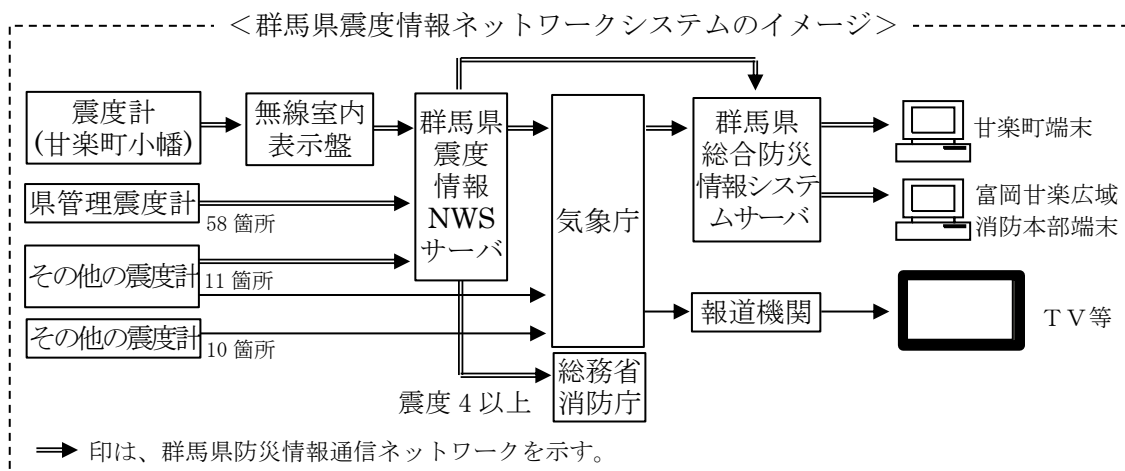 ＜群馬県震度情報ネットワークシステムのイメージ＞
震度計
(甘楽町小幡)
無線室内
表示盤
群馬県
震度
情報
NWS
サーバ
気象庁
群馬県
総合防災
情報システ
ムサーバ
甘楽町端末
富岡甘楽広域
消防本部端末
県管理震度計
58 箇所
その他の震度計
11 箇所
その他の震度計
10 箇所
報道機関
ＴＶ等
総務省
消防庁
震度 4 以上
印は、群馬県防災情報通信ネットワークを示す。